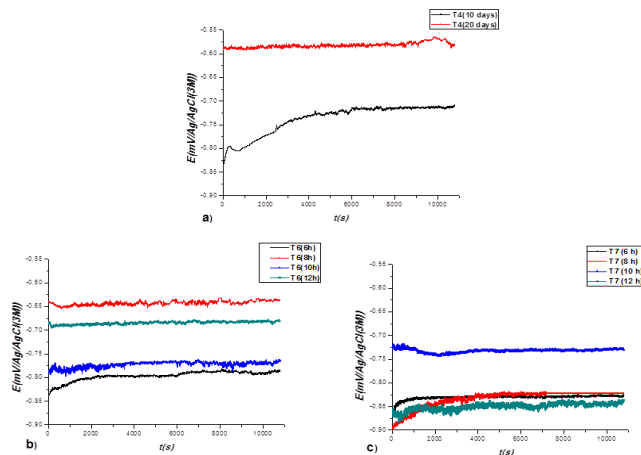 T4(10 days)
T4(20 days)
E(mV/Ag/AgCl(3M))
-0.55
-0.60
-0.65
-0.70
-0.75
-0.80
-0.85
-0.90
0 2000 4000 6000 8000 10000
a) t(s)
T6(6h)
T6(8h)
T6(10h)
T6(12h)
E(mV/Ag/AgCl(3M))
-0.55
-0.60
-0.65
-0.70
-0.75
-0.80
-0.85
-0.90
0 2000 4000 6000 8000 10000
b) t(s)
T7 (6 h)
T7 (8 h)
T7 (10 h)
T7 (12 h)
E(mV/Ag/AgCl(3M))
-0.55
-0.60
-0.65
-0.70
-0.75
-0.80
-0.85
-0.90
0 2000 4000 6000 8000 10000
c) t(s)